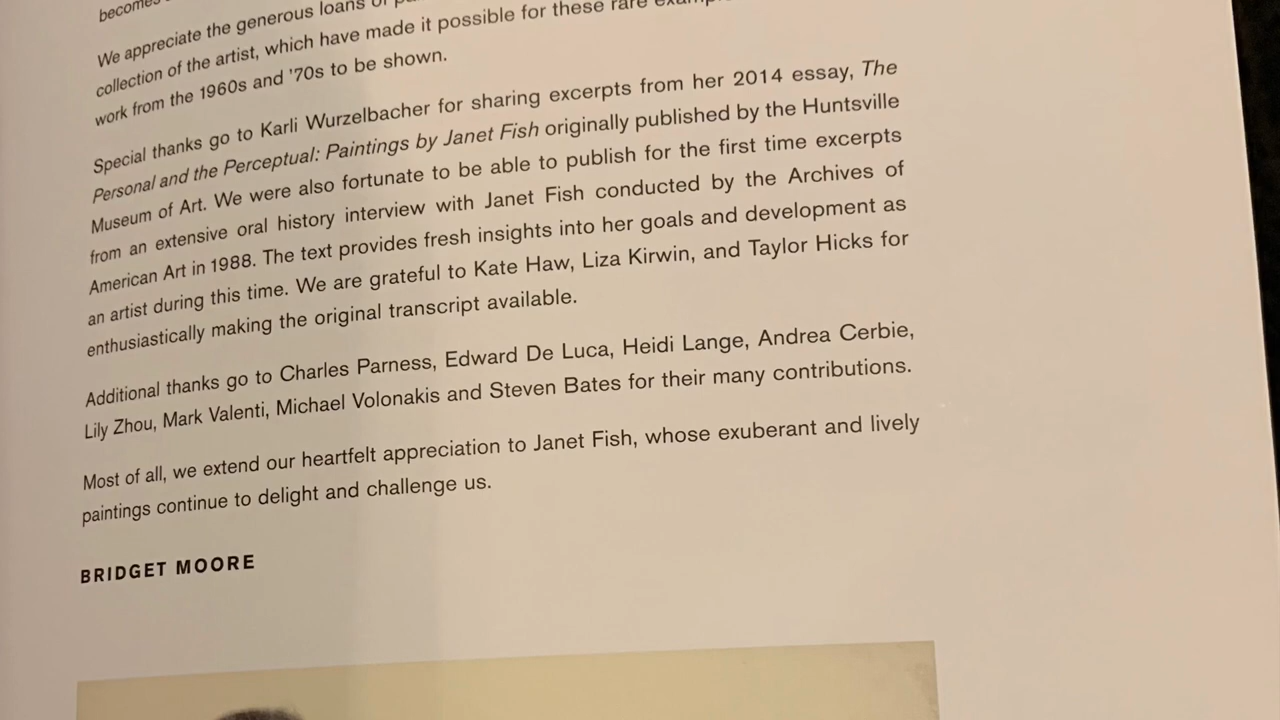 becomes
We appreciate the generous loans of
collection of the artist, which have made it possible for these rare
work from the 1960s and '70s to be shown.
Special thanks go to Karli Wurzelbacher for sharing excerpts from her 2014 essay, The
Personal and the Perceptual: Paintings by Janet Fish originally published by the Huntsville
Museum of Art. We were also fortunate to be able to publish for the first time excerpts
from an extensive oral history interview with Janet Fish conducted by the Archives of
American Art in 1988. The text provides fresh insights into her goals and development as
an artist during this time. We are grateful to Kate Haw, Liza Kirwin, and Taylor Hicks for
enthusiastically making the original transcript available.
Additional thanks go to Charles Parness, Edward De Luca, Heidi Lange, Andrea Cerbie,
Lily Zhou, Mark Valenti, Michael Volonakis and Steven Bates for their many contributions.
Most of all, we extend our heartfelt appreciation to Janet Fish, whose exuberant and lively
paintings continue to delight and challenge us.
BRIDGET MOORE